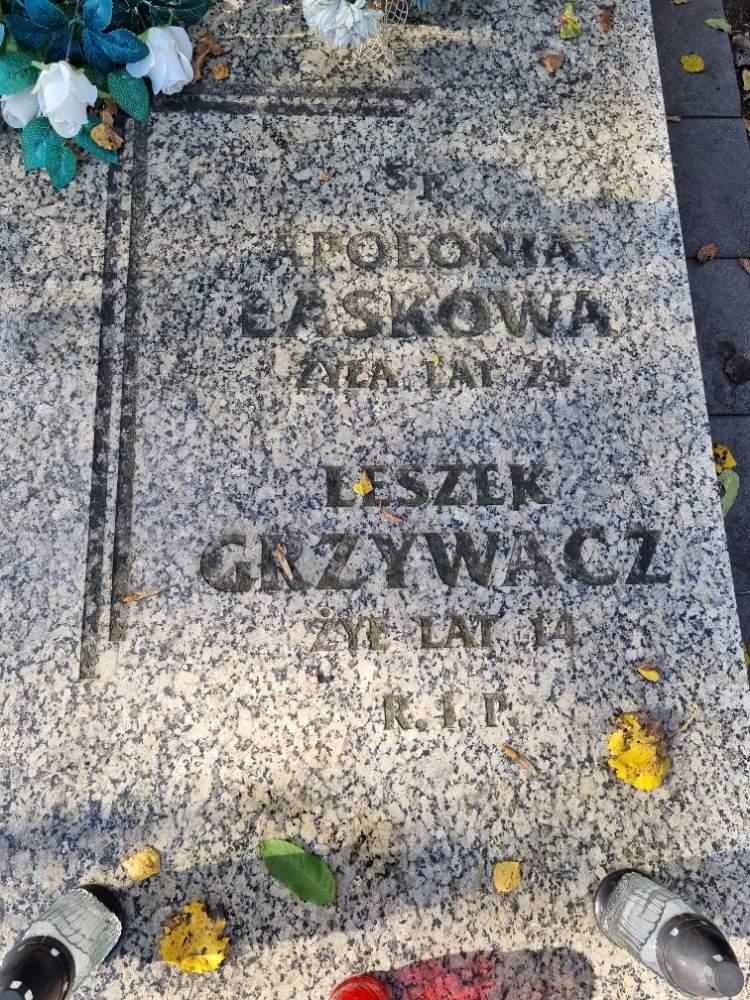 Ś.P.
APOLONIA
ŁASKOWA
ŻYŁA LAT 24
LESZEK
GRZYWACZ
ŻYŁ LAT 14
R. I. P.